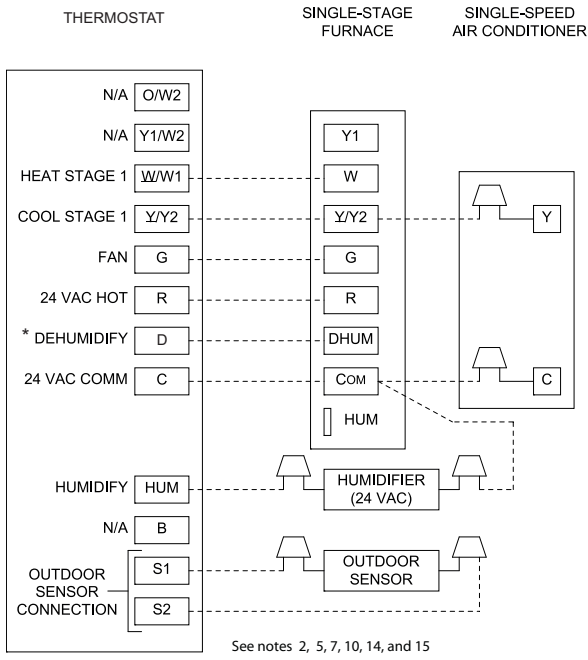 THERMOSTAT
SINGLE-STAGE
FURNACE
SINGLE-SPEED
AIR CONDITIONER
N/A O/W2
N/A Y1/W2 Y1
HEAT STAGE 1 W/W1 W
COOL STAGE 1 Y/Y2 Y/Y2 Y
FAN G G
24 VAC HOT R R
* DEHUMIDIFY D DHUM
24 VAC COMM C COM C
HUM
HUMIDIFY HUM
HUMIDIFIER
(24 VAC)
N/A B
OUTDOOR
SENSOR
CONNECTION
S1
S2
OUTDOOR
SENSOR
See notes 2, 5, 7, 10, 14, and 15